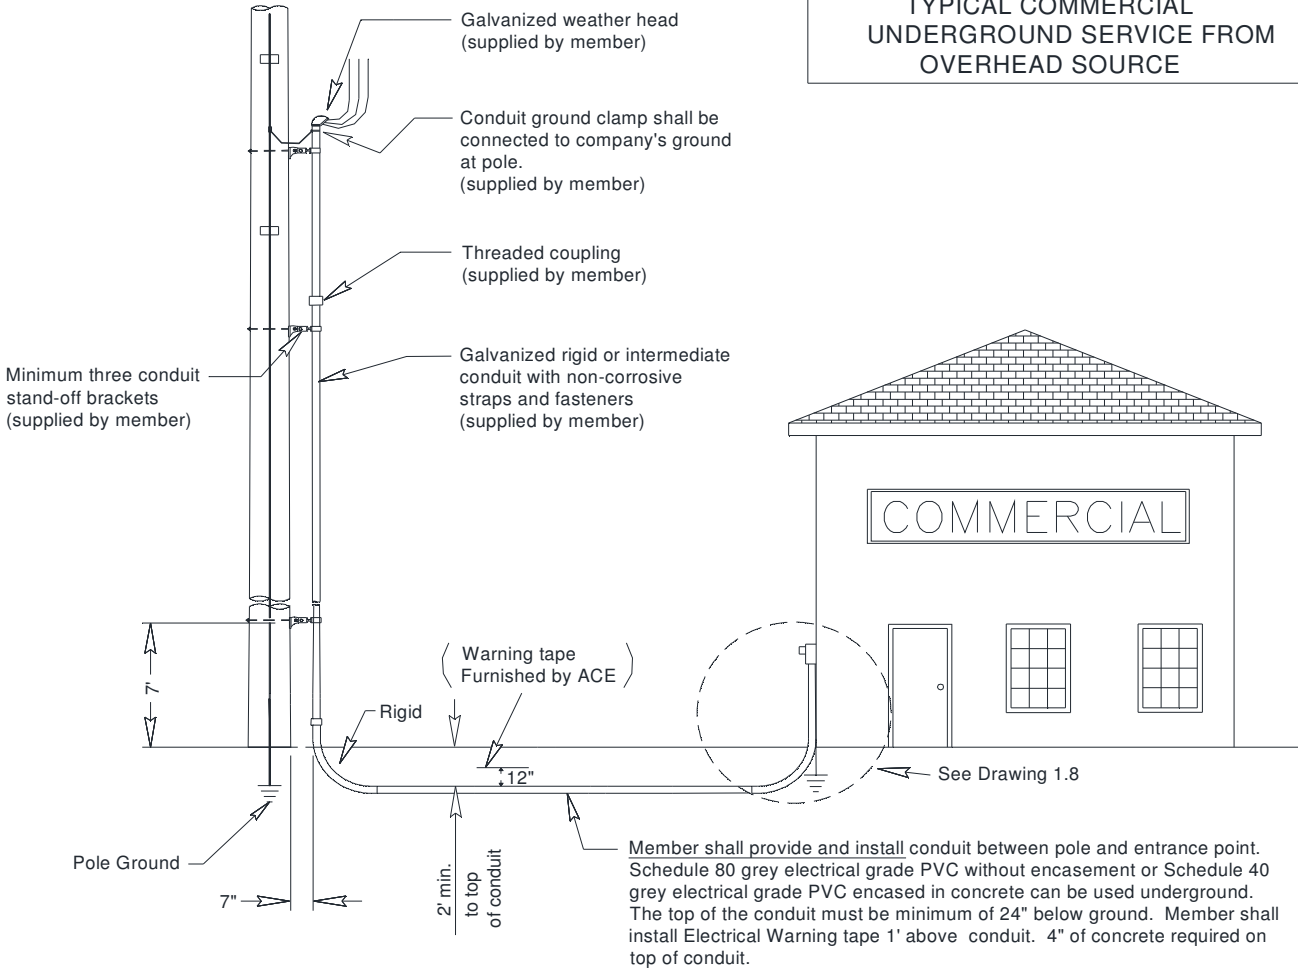 TYPICAL COMMERCIAL
UNDERGROUND SERVICE FROM
OVERHEAD SOURCE
Galvanized weather head
(supplied by member)
Conduit ground clamp shall be
connected to company's ground
at pole.
(supplied by member)
Threaded coupling
(supplied by member)
Galvanized rigid or intermediate
conduit with non-corrosive
straps and fasteners
(supplied by member)
Minimum three conduit
stand-off brackets
(supplied by member)
COMMERCIAL
7'
Warning tape
Furnished by ACE
Rigid
12"
See Drawing 1.8
Pole Ground
7"
2' min.
to top
of conduit
Member shall provide and install conduit between pole and entrance point.
Schedule 80 grey electrical grade PVC without encasement or Schedule 40
grey electrical grade PVC encased in concrete can be used underground.
The top of the conduit must be minimum of 24" below ground.  Member shall
install Electrical Warning tape 1' above  conduit.  4" of concrete required on
top of conduit.